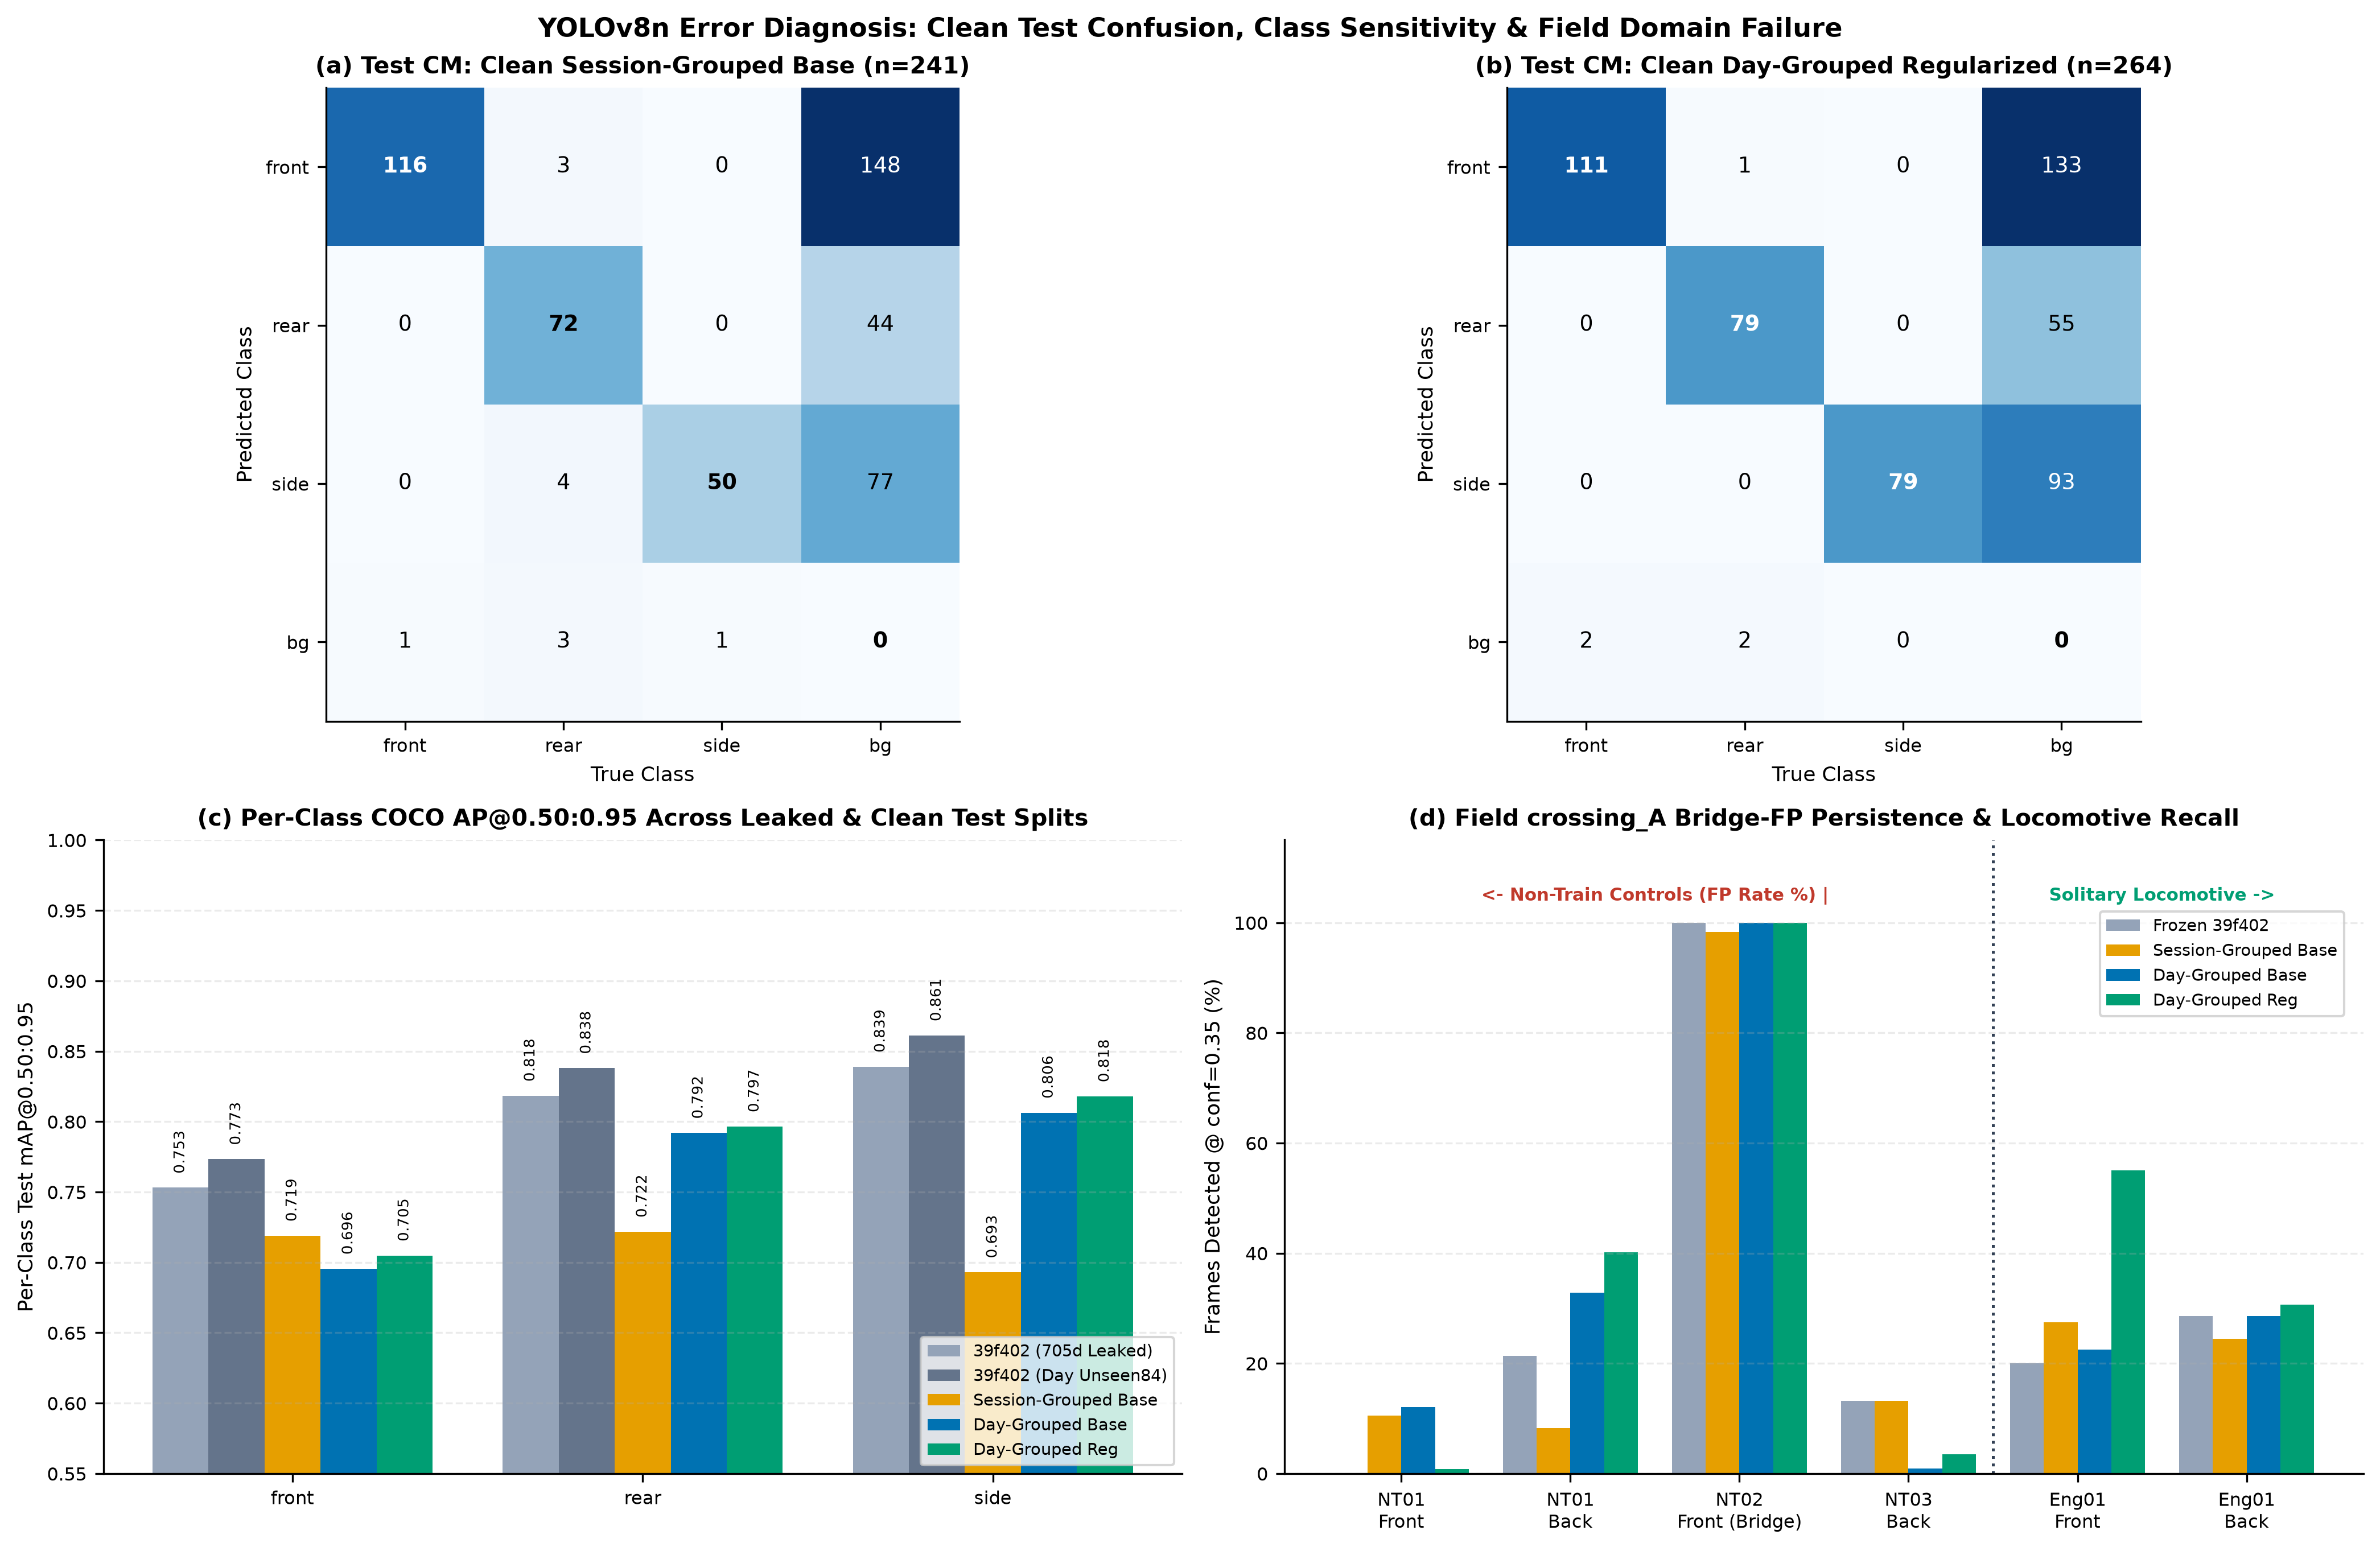 YOLOv8n Error Diagnosis: Clean Test Confusion, Class Sensitivity & Field Domain Failure
(a) Test CM: Clean Session-Grouped Base (n=241)
Predicted Class
front
116
3
0
148
rear
0
72
0
44
side
0
4
50
77
bg
1
3
1
0
front
rear
side
bg
True Class
(b) Test CM: Clean Day-Grouped Regularized (n=264)
Predicted Class
front
111
1
0
133
rear
0
79
0
55
side
0
0
79
93
bg
2
2
0
0
front
rear
side
bg
True Class
(c) Per-Class COCO AP@0.50:0.95 Across Leaked & Clean Test Splits
Per-Class Test mAP@0.50:0.95
1.00
0.95
0.90
0.85
0.80
0.75
0.70
0.65
0.60
0.55
0.753
0.773
0.719
0.696
0.705
0.818
0.838
0.722
0.792
0.797
0.839
0.861
0.693
0.806
0.818
39f402 (705d Leaked)
39f402 (Day Unseen84)
Session-Grouped Base
Day-Grouped Base
Day-Grouped Reg
front
rear
side
(d) Field crossing_A Bridge-FP Persistence & Locomotive Recall
Frames Detected @ conf=0.35 (%)
100
80
60
40
20
0
<- Non-Train Controls (FP Rate %) |
Solitary Locomotive ->
Frozen 39f402
Session-Grouped Base
Day-Grouped Base
Day-Grouped Reg
NT01
Front
NT01
Back
NT02
Front (Bridge)
NT03
Back
Eng01
Front
Eng01
Back